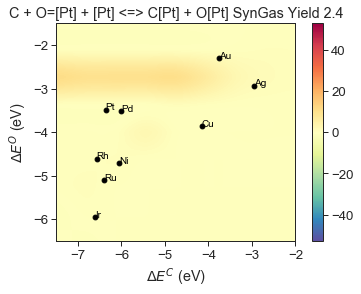 C + O=[Pt] + [Pt] <=> C[Pt] + O[Pt] SynGas Yield 2.4
−2
−3
−4
−5
−6
ΔE^O (eV)
Au
Ag
Pt
Pd
Cu
Rh
Ni
Ru
Ir
−7
−6
−5
−4
−3
−2
ΔE^C (eV)
40
20
0
−20
−40